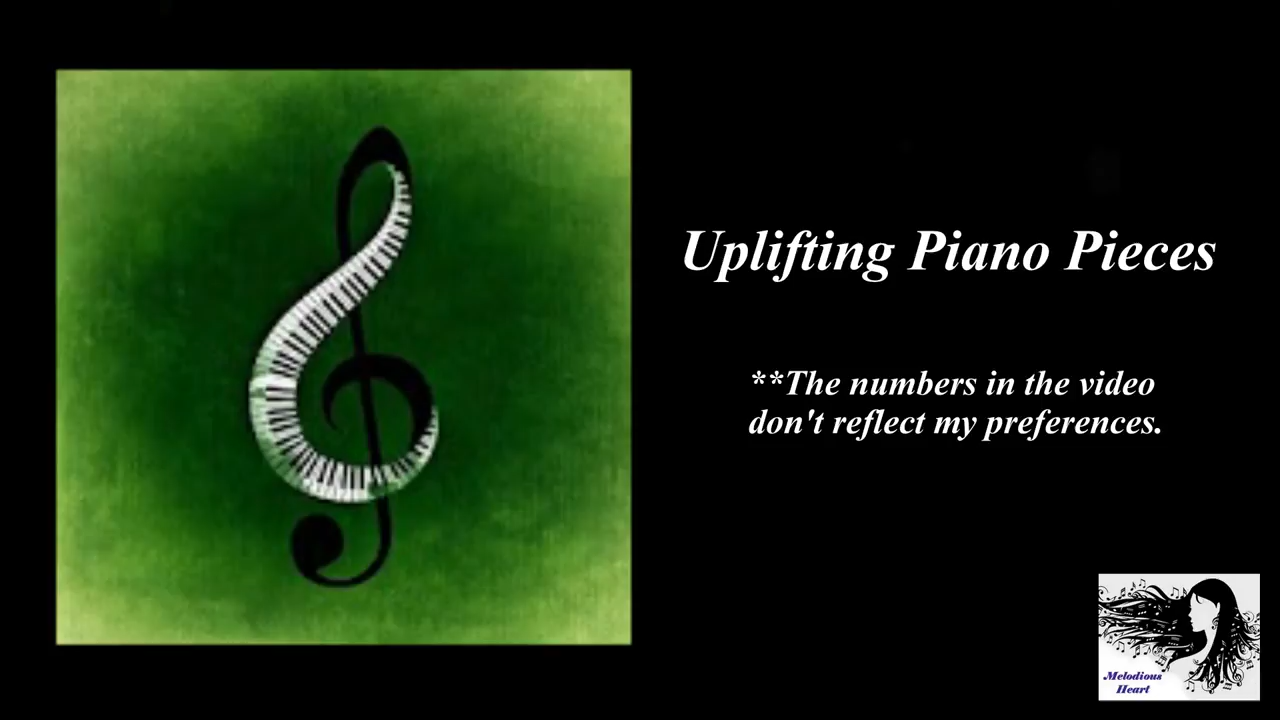 Uplifting Piano Pieces
**The numbers in the video
don't reflect my preferences.
Melodious
Heart